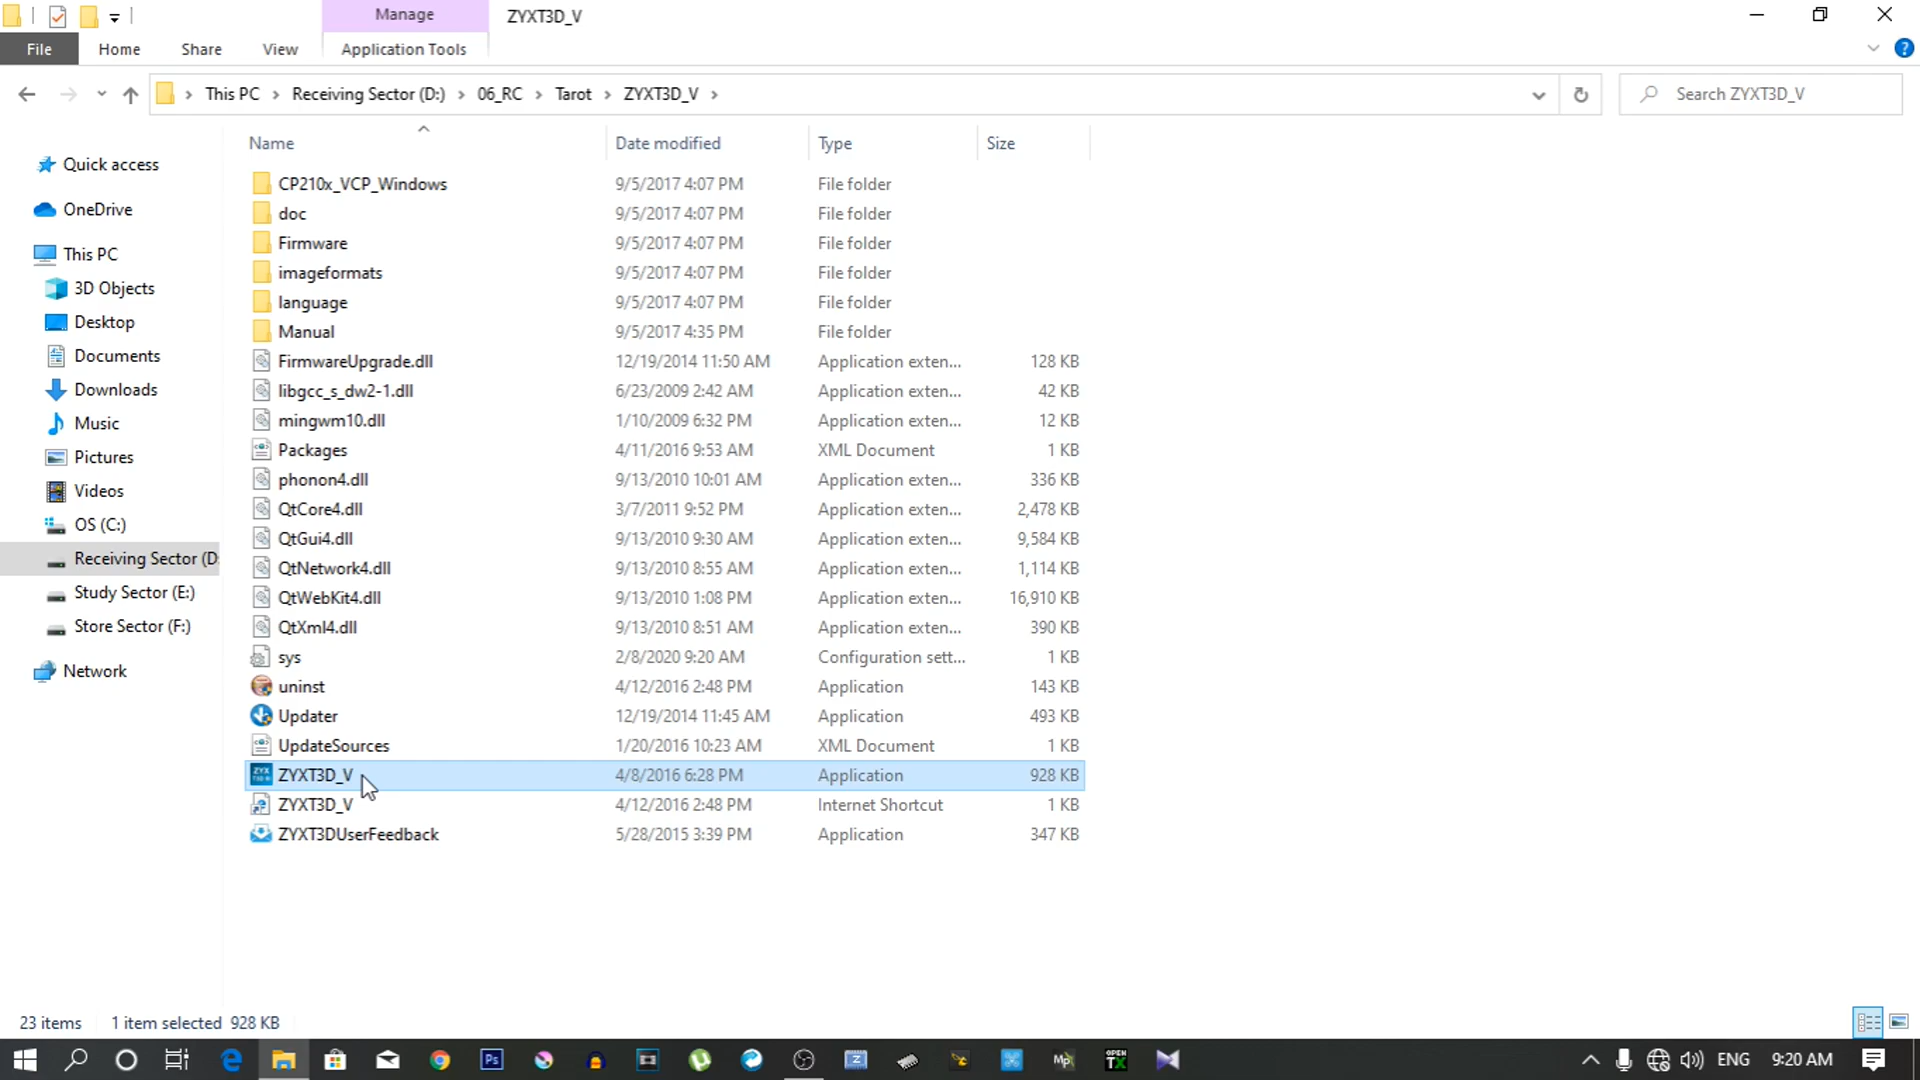 Manage
ZYXT3D_V
File
Home
Share
View
Application Tools
This PC
Receiving Sector (D:)
06_RC
Tarot
ZYXT3D_V
Search ZYXT3D_V
Name
Date modified
Type
Size
Quick access
OneDrive
This PC
3D Objects
Desktop
Documents
Downloads
Music
Pictures
Videos
OS (C:)
Receiving Sector (D:
Study Sector (E:)
Store Sector (F:)
Network
CP210x_VCP_Windows 9/5/2017 4:07 PM File folder
doc 9/5/2017 4:07 PM File folder
Firmware 9/5/2017 4:07 PM File folder
imageformats 9/5/2017 4:07 PM File folder
language 9/5/2017 4:07 PM File folder
Manual 9/5/2017 4:35 PM File folder
FirmwareUpgrade.dll 12/19/2014 11:50 AM Application exten... 128 KB
libgcc_s_dw2-1.dll 6/23/2009 2:42 AM Application exten... 42 KB
mingwm10.dll 1/10/2009 6:32 PM Application exten... 12 KB
Packages 4/11/2016 9:53 AM XML Document 1 KB
phonon4.dll 9/13/2010 10:01 AM Application exten... 336 KB
QtCore4.dll 3/7/2011 9:52 PM Application exten... 2,478 KB
QtGui4.dll 9/13/2010 9:30 AM Application exten... 9,584 KB
QtNetwork4.dll 9/13/2010 8:55 AM Application exten... 1,114 KB
QtWebKit4.dll 9/13/2010 1:08 PM Application exten... 16,910 KB
QtXml4.dll 9/13/2010 8:51 AM Application exten... 390 KB
sys 2/8/2020 9:20 AM Configuration sett... 1 KB
uninst 4/12/2016 2:48 PM Application 143 KB
Updater 12/19/2014 11:45 AM Application 493 KB
UpdateSources 1/20/2016 10:23 AM XML Document 1 KB
ZYXT3D_V 4/8/2016 6:28 PM Application 928 KB
ZYXT3D_V 4/12/2016 2:48 PM Internet Shortcut 1 KB
ZYXT3DUserFeedback 5/28/2015 3:39 PM Application 347 KB
23 items
1 item selected 928 KB
Ps
OPEN TX
ENG
9:20 AM